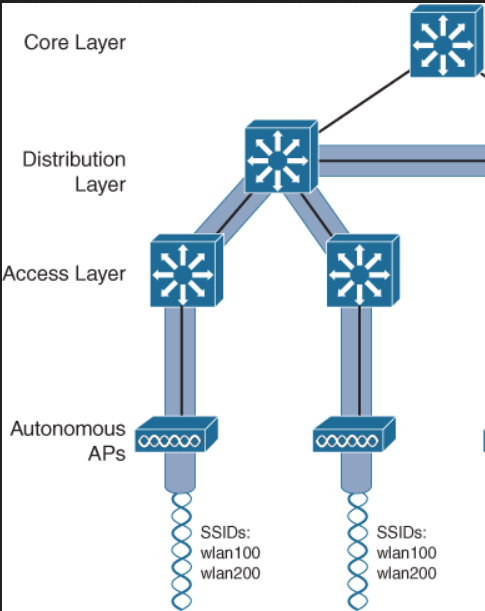 Core Layer
Distribution
Layer
Access Layer
Autonomous
APs
SSIDs:
wlan100
wlan200
SSIDs:
wlan100
wlan200